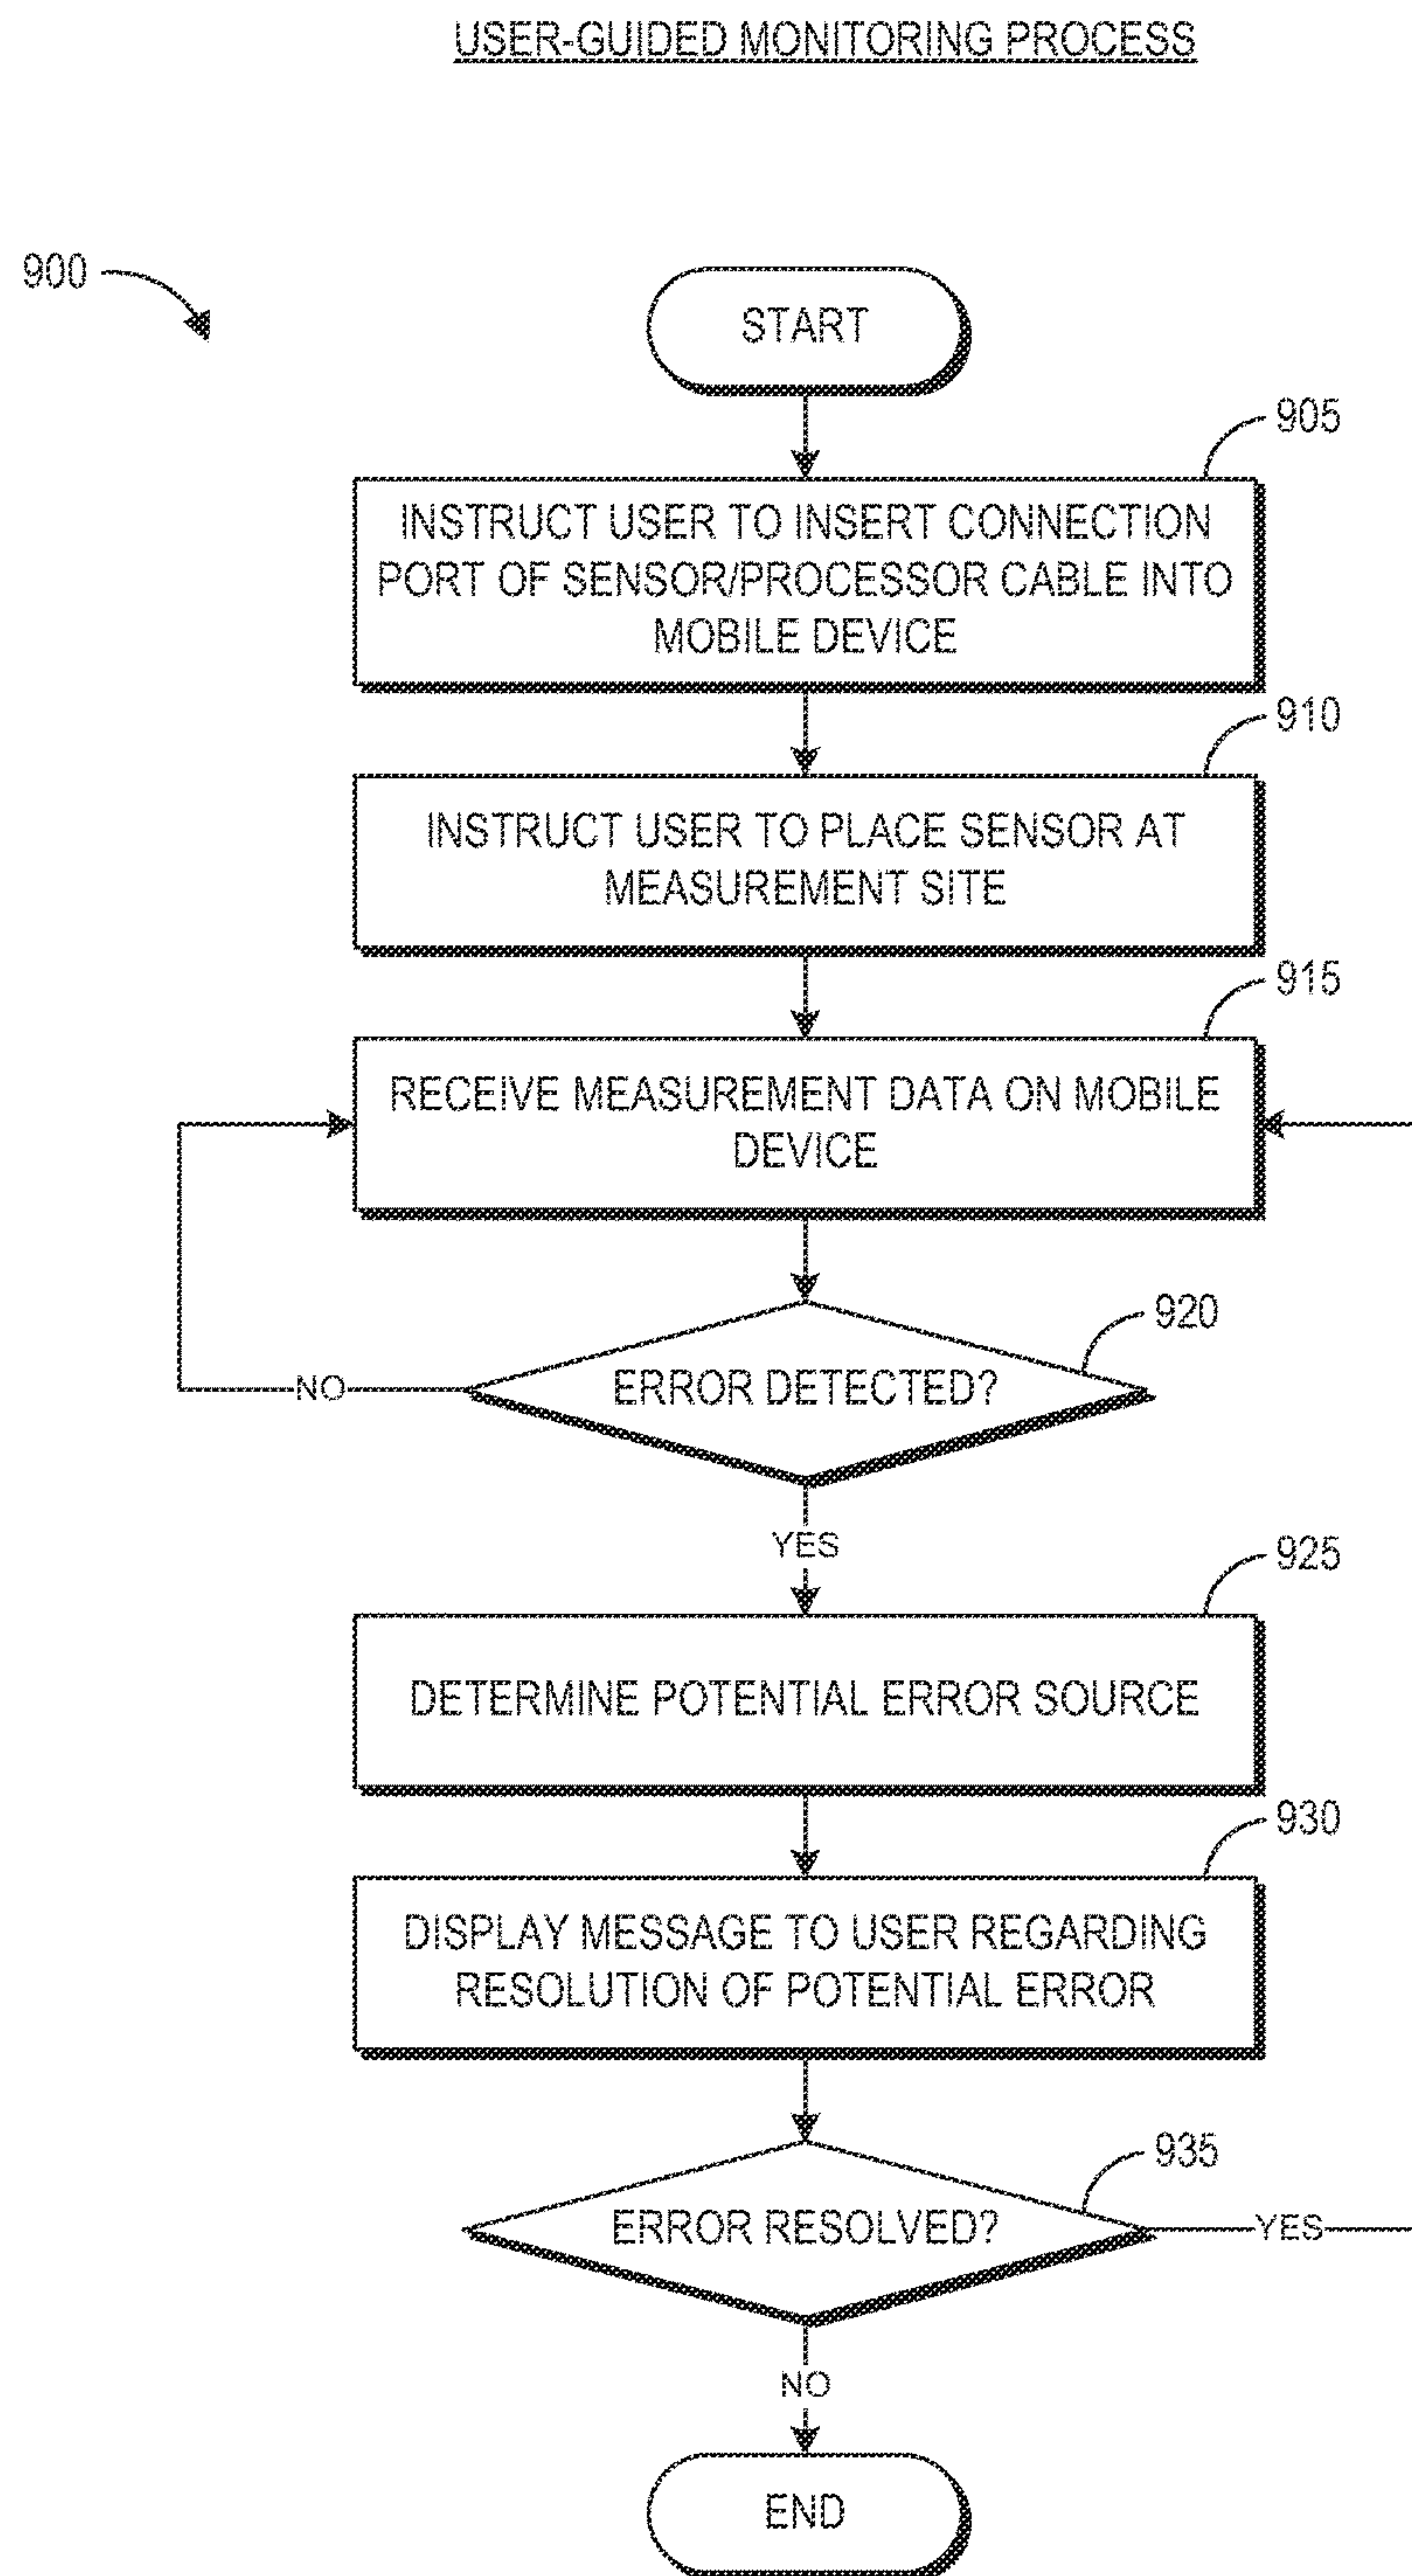 USER-GUIDED MONITORING PROCESS
900
START
905
INSTRUCT USER TO INSERT CONNECTION
PORT OF SENSOR/PROCESSOR CABLE INTO
MOBILE DEVICE
910
INSTRUCT USER TO PLACE SENSOR AT
MEASUREMENT SITE
915
RECEIVE MEASUREMENT DATA ON MOBILE
DEVICE
920
ERROR DETECTED?
NO
YES
925
DETERMINE POTENTIAL ERROR SOURCE
930
DISPLAY MESSAGE TO USER REGARDING
RESOLUTION OF POTENTIAL ERROR
935
ERROR RESOLVED?
YES
NO
END